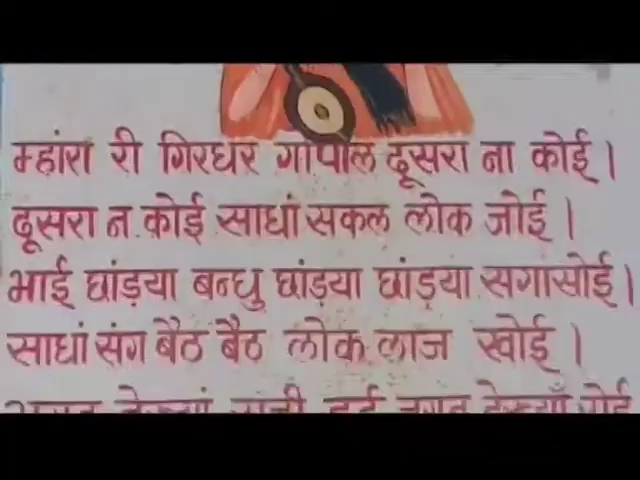 म्हांरा री गिरधर गोपाल दूसरा ना कोई।
दूसरा न कोई साधां सकल लोक जोई।
भाई छांड़या बन्धु छांड़या छांड़या सगासोई।
साधां संग बैठ बैठ लोक लाज खोई।